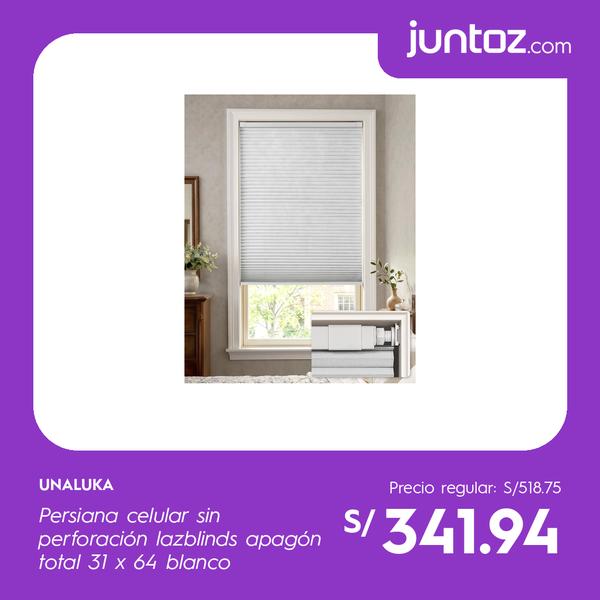 juntoz.com
UNALUKA
Persiana celular sin
perforación lazblinds apagón
total 31 x 64 blanco
Precio regular: S/518.75
S/341.94